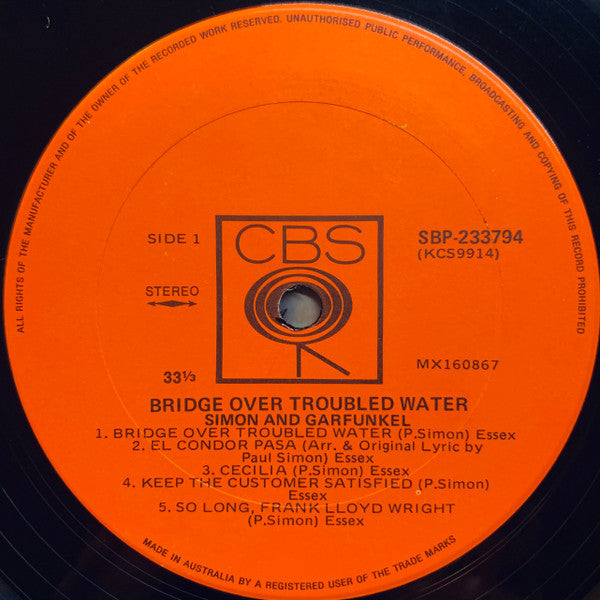 ALL RIGHTS OF THE MANUFACTURER AND OF THE OWNER OF THE RECORDED WORK RESERVED. UNAUTHORISED PUBLIC PERFORMANCE, BROADCASTING AND COPYING OF THIS RECORD PROHIBITED
SIDE 1
CBS
SBP-233794
(KCS9914)
STEREO
MX160867
33⅓
BRIDGE OVER TROUBLED WATER
SIMON AND GARFUNKEL
1. BRIDGE OVER TROUBLED WATER (P.Simon) Essex
2. EL CONDOR PASA (Arr. & Original Lyric by
Paul Simon) Essex
3. CECILIA (P.Simon) Essex
4. KEEP THE CUSTOMER SATISFIED (P.Simon)
Essex
5. SO LONG, FRANK LLOYD WRIGHT
(P.Simon) Essex
MADE IN AUSTRALIA BY A REGISTERED USER OF THE TRADE MARKS